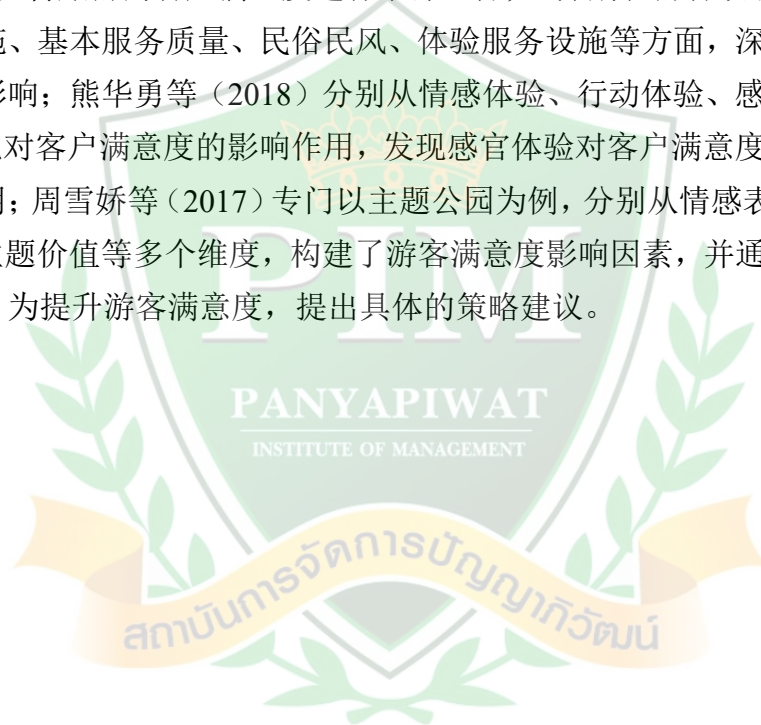 施、基本服务质量、民俗民风、体验服务设施等方面，深
影响；熊华勇等（2018）分别从情感体验、行动体验、感
对客户满意度的影响作用，发现感官体验对客户满意度
；周雪娇等（2017）专门以主题公园为例，分别从情感表
主题价值等多个维度，构建了游客满意度影响因素，并通
，为提升游客满意度，提出具体的策略建议。
PIM
PANYAPIWAT
INSTITUTE OF MANAGEMENT
สถาบันการจัดการปัญญาภิวัฒน์